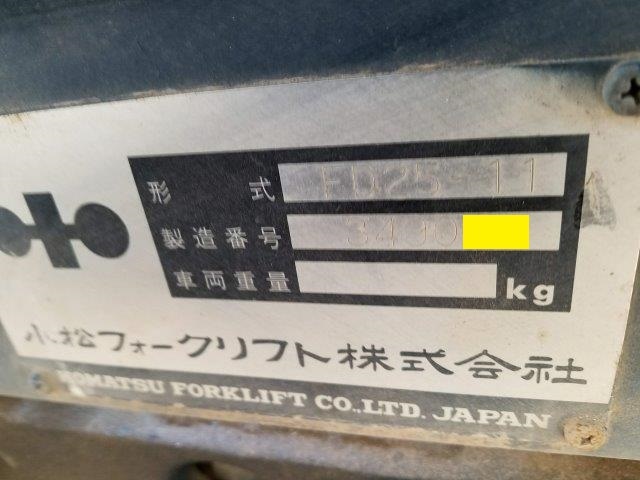 形式 FD25-11
製造番号
車両重量 kg
小松フォークリフト株式会社
KOMATSU FORKLIFT CO.,LTD. JAPAN